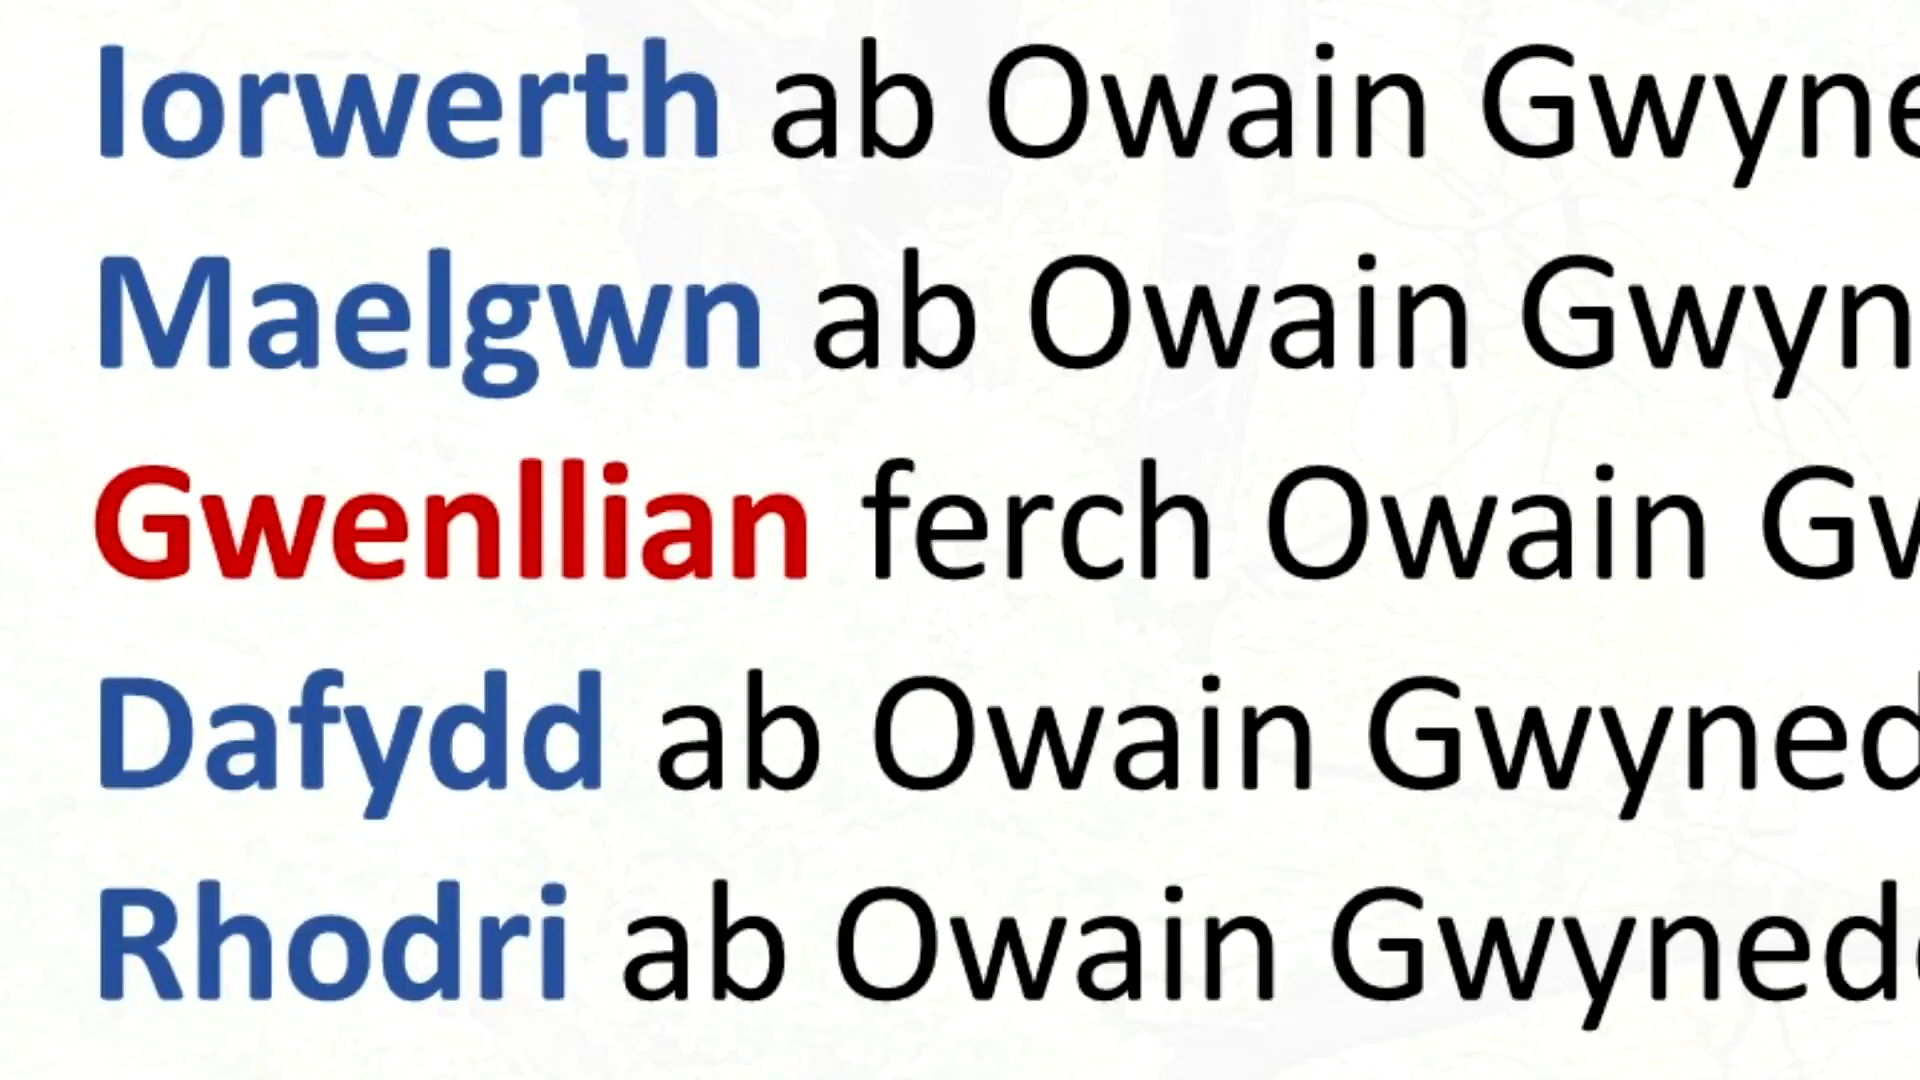 Iorwerth ab Owain Gwyne
Maelgwn ab Owain Gwyn
Gwenllian ferch Owain Gw
Dafydd ab Owain Gwyned
Rhodri ab Owain Gwyned